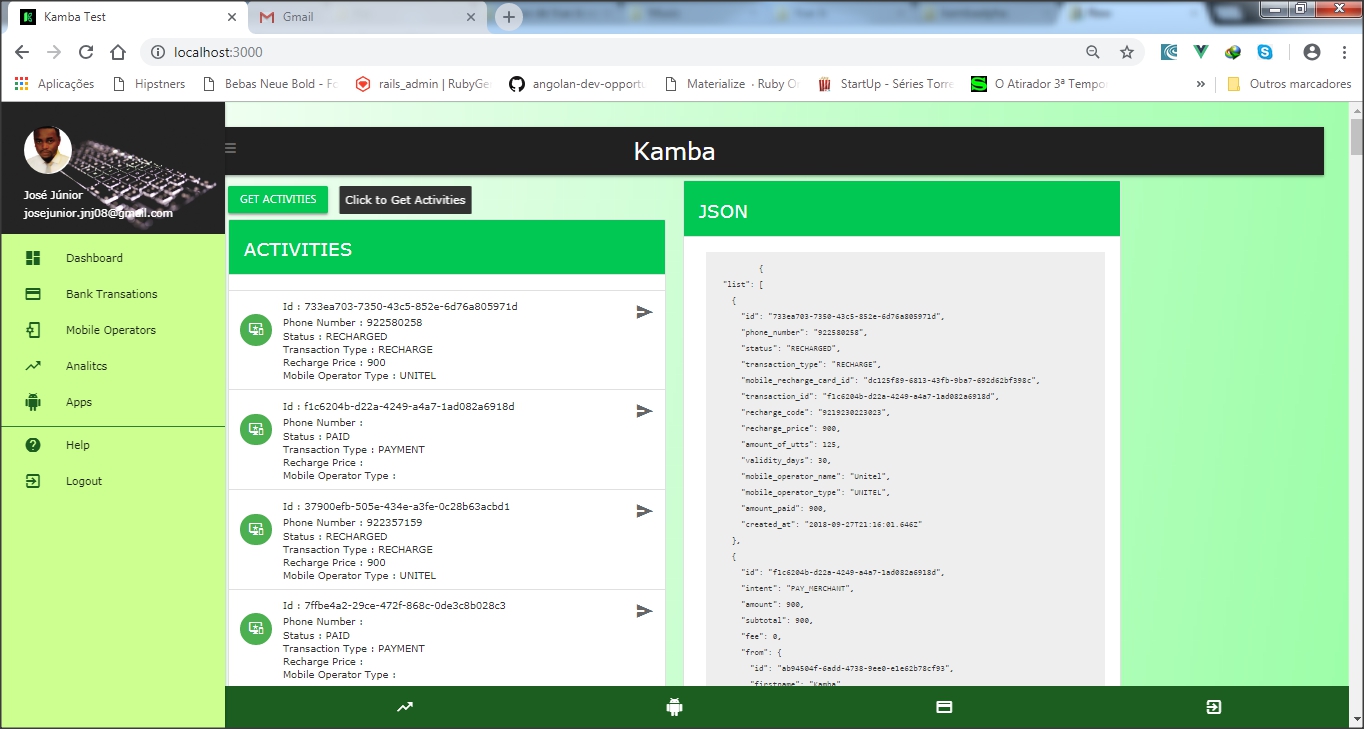 Kamba Test
Gmail
localhost:3000
Aplicações
Hipstners
Bebas Neue Bold - Fo
rails_admin | RubyGe
angolan-dev-opportu
Materialize · Ruby O
StartUp - Séries Torre
O Atirador 3ª Tempo
»
Outros marcadores
José Júnior
josejunior.jnj08@gmail.com
Dashboard
Bank Transations
Mobile Operators
Analitcs
Apps
Help
Logout
Kamba
GET ACTIVITIES
Click to Get Activities
ACTIVITIES
Id : 733ea703-7350-43c5-852e-6d76a805971d
Phone Number : 922580258
Status : RECHARGED
Transaction Type : RECHARGE
Recharge Price : 900
Mobile Operator Type : UNITEL
Id : f1c6204b-d22a-4249-a4a7-1ad082a6918d
Phone Number :
Status : PAID
Transaction Type : PAYMENT
Recharge Price :
Mobile Operator Type :
Id : 37900efb-505e-434e-a3fe-0c28b63acbd1
Phone Number : 922357159
Status : RECHARGED
Transaction Type : RECHARGE
Recharge Price : 900
Mobile Operator Type : UNITEL
Id : 7ffbe4a2-29ce-472f-868c-0de3c8b028c3
Phone Number :
Status : PAID
Transaction Type : PAYMENT
Recharge Price :
Mobile Operator Type :
JSON
{
"list": [
{
"id": "733ea703-7350-43c5-852e-6d76a805971d",
"phone_number": "922580258",
"status": "RECHARGED",
"transaction_type": "RECHARGE",
"mobile_recharge_card_id": "dc125f89-6813-43fb-9ba7-692d62bf398c",
"transaction_id": "f1c6204b-d22a-4249-a4a7-1ad082a6918d",
"recharge_code": "9219230223023",
"recharge_price": 900,
"amount_of_utts": 125,
"validity_days": 30,
"mobile_operator_name": "Unitel",
"mobile_operator_type": "UNITEL",
"amount_paid": 900,
"created_at": "2018-09-27T21:16:01.646Z"
},
{
"id": "f1c6204b-d22a-4249-a4a7-1ad082a6918d",
"intent": "PAY_MERCHANT",
"amount": 900,
"subtotal": 900,
"fee": 0,
"from": {
"id": "ab94504f-6add-4738-9ee0-e1e62b78cf93",
"firstname": "Kamba"